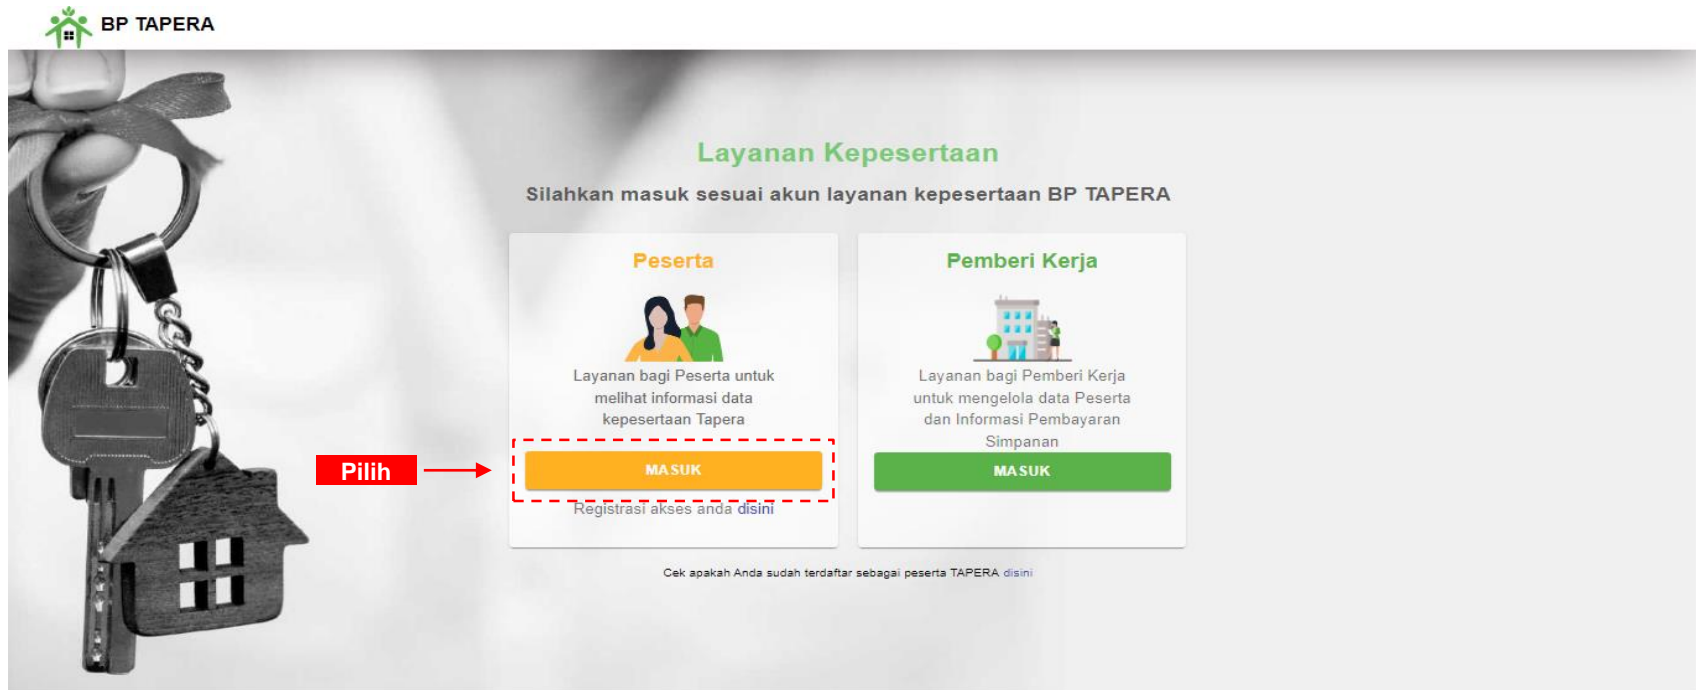 BP TAPERA
Layanan Kepesertaan
Silahkan masuk sesuai akun layanan kepesertaan BP TAPERA
Peserta
Layanan bagi Peserta untuk
melihat informasi data
kepesertaan Tapera
Pilih
MASUK
Registrasi akses anda disini
Pemberi Kerja
Layanan bagi Pemberi Kerja
untuk mengelola data Peserta
dan Informasi Pembayaran
Simpanan
MASUK
Cek apakah Anda sudah terdaftar sebagai peserta TAPERA disini